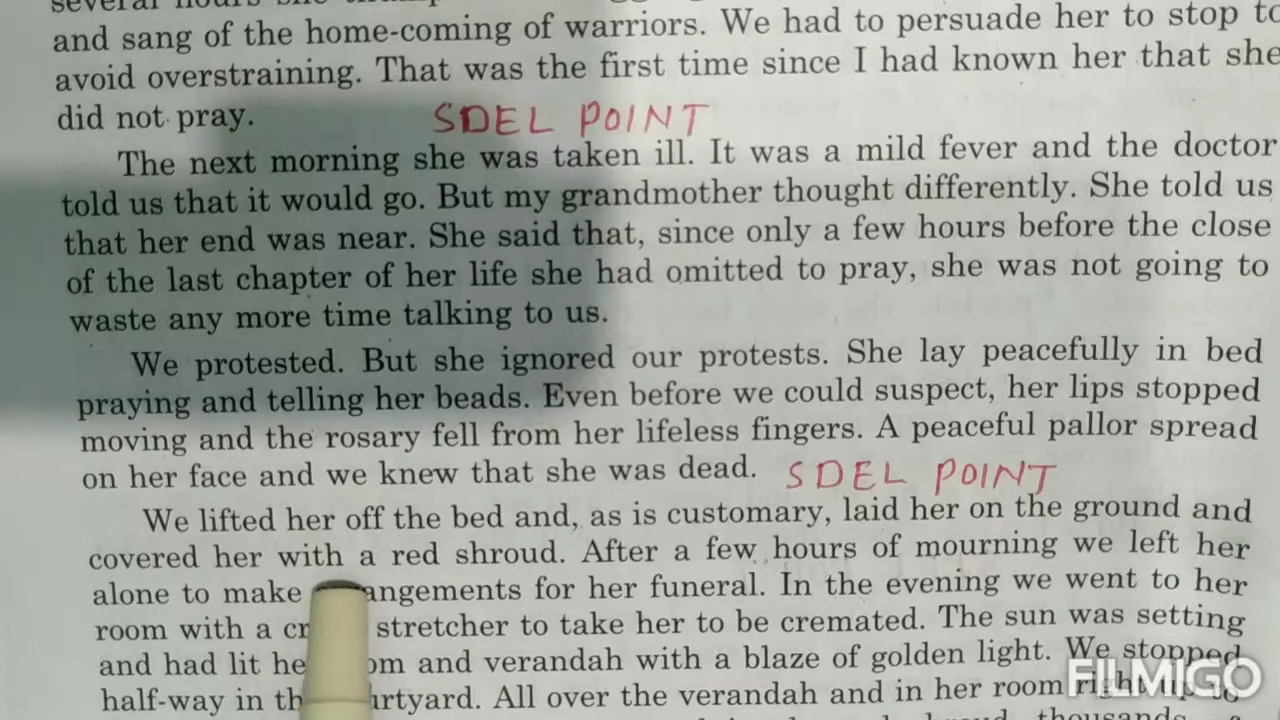 and sang of the home-coming of warriors. We had to persuade her to stop to
avoid overstraining. That was the first time since I had known her that she
did not pray. SDEL POINT
The next morning she was taken ill. It was a mild fever and the doctor
told us that it would go. But my grandmother thought differently. She told us
that her end was near. She said that, since only a few hours before the close
of the last chapter of her life she had omitted to pray, she was not going to
waste any more time talking to us.
We protested. But she ignored our protests. She lay peacefully in bed
praying and telling her beads. Even before we could suspect, her lips stopped
moving and the rosary fell from her lifeless fingers. A peaceful pallor spread
on her face and we knew that she was dead. SDEL POINT
We lifted her off the bed and, as is customary, laid her on the ground and
covered her with a red shroud. After a few hours of mourning we left her
alone to make angements for her funeral. In the evening we went to her
room with a cr stretcher to take her to be cremated. The sun was setting
and had lit he om and verandah with a blaze of golden light. We stopped
half-way in th urtyard. All over the verandah and in her room right up to
FILMIGO